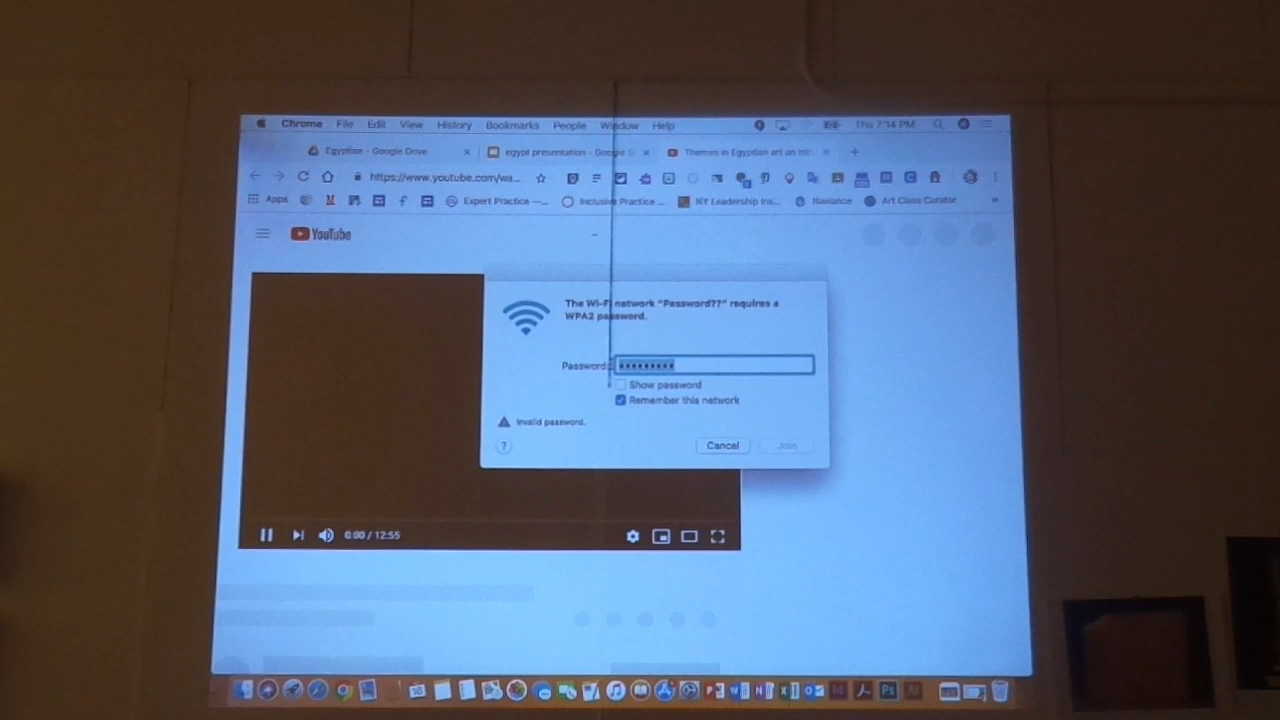 Chrome File Edit View History Bookmarks People Window Help Thu 7:14 PM
Egyptian - Google Drive egypt presentation - Google S Themes in Egyptian art an intr
https://www.youtube.com/wa...
Apps Expert Practice —... Inclusive Practice ... NY Leadership Ins... Naviance Art Class Curator »
YouTube
The Wi-Fi network "Password??" requires a
WPA2 password.
Password:
Show password
Remember this network
Invalid password.
? Cancel Join
0:00 / 12:55